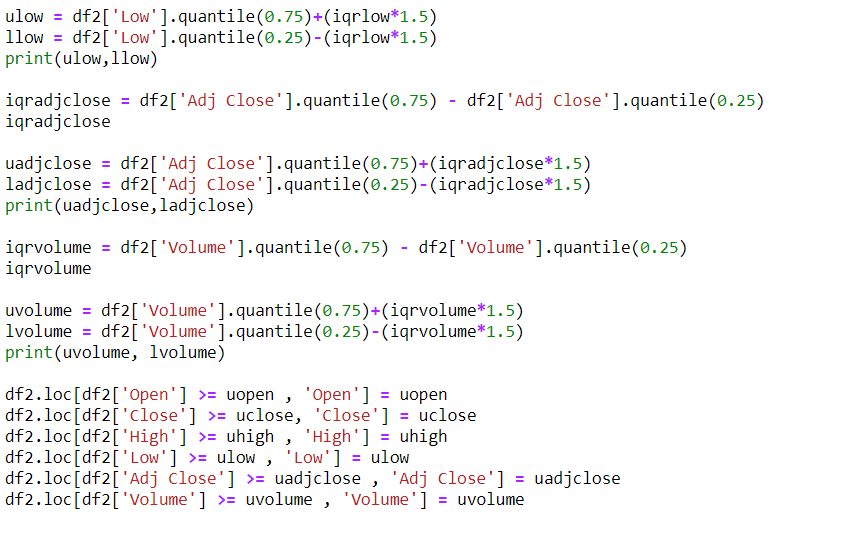 ulow = df2['Low'].quantile(0.75)+(iqrlow*1.5)
llow = df2['Low'].quantile(0.25)-(iqrlow*1.5)
print(ulow,llow)
iqradjclose = df2['Adj Close'].quantile(0.75) - df2['Adj Close'].quantile(0.25)
iqradjclose
uadjclose = df2['Adj Close'].quantile(0.75)+(iqradjclose*1.5)
ladjclose = df2['Adj Close'].quantile(0.25)-(iqradjclose*1.5)
print(uadjclose,ladjclose)
iqrvolume = df2['Volume'].quantile(0.75) - df2['Volume'].quantile(0.25)
iqrvolume
uvolume = df2['Volume'].quantile(0.75)+(iqrvolume*1.5)
lvolume = df2['Volume'].quantile(0.25)-(iqrvolume*1.5)
print(uvolume, lvolume)
df2.loc[df2['Open'] >= uopen , 'Open'] = uopen
df2.loc[df2['Close'] >= uclose, 'Close'] = uclose
df2.loc[df2['High'] >= uhigh , 'High'] = uhigh
df2.loc[df2['Low'] >= ulow , 'Low'] = ulow
df2.loc[df2['Adj Close'] >= uadjclose , 'Adj Close'] = uadjclose
df2.loc[df2['Volume'] >= uvolume , 'Volume'] = uvolume